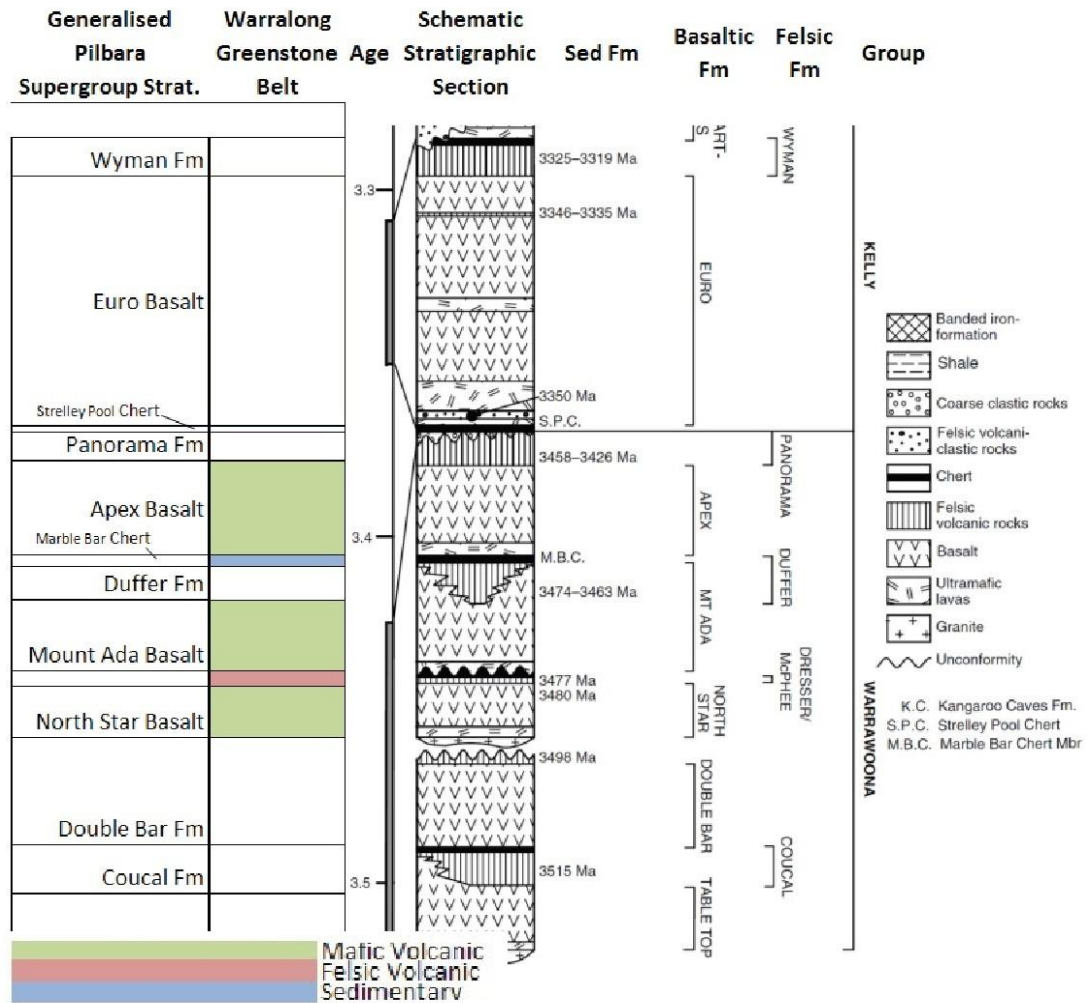 Generalised
Pilbara
Supergroup Strat.
Warralong
Greenstone
Belt
Age
Schematic
Stratigraphic
Section
Sed Fm
Basaltic
Fm
Felsic
Fm
Group
Wyman Fm
Euro Basalt
Strelley Pool Chert
Panorama Fm
Apex Basalt
Marble Bar Chert
Duffer Fm
Mount Ada Basalt
North Star Basalt
Double Bar Fm
Coucal Fm
3.3
3.4
3.5
3325–3319 Ma
3346–3335 Ma
3350 Ma
S.P.C.
3458–3426 Ma
M.B.C.
3474–3463 Ma
3477 Ma
3480 Ma
3498 Ma
3515 Ma
ART-
S
EURO
APEX
MT ADA
NORTH
STAR
DOUBLE BAR
TABLE TOP
WYMAN
PANORAMA
DUFFER
DRESSER/
McPHEE
COUCAL
KELLY
WARRAWOONA
Banded iron-
formation
Shale
Coarse clastic rocks
Felsic volcani-
clastic rocks
Chert
Felsic
volcanic rocks
Basalt
Ultramafic
lavas
Granite
Unconformity
K.C. Kangaroo Caves Fm.
S.P.C. Strelley Pool Chert
M.B.C. Marble Bar Chert Mbr
Mafic Volcanic
Felsic Volcanic
Sedimentary